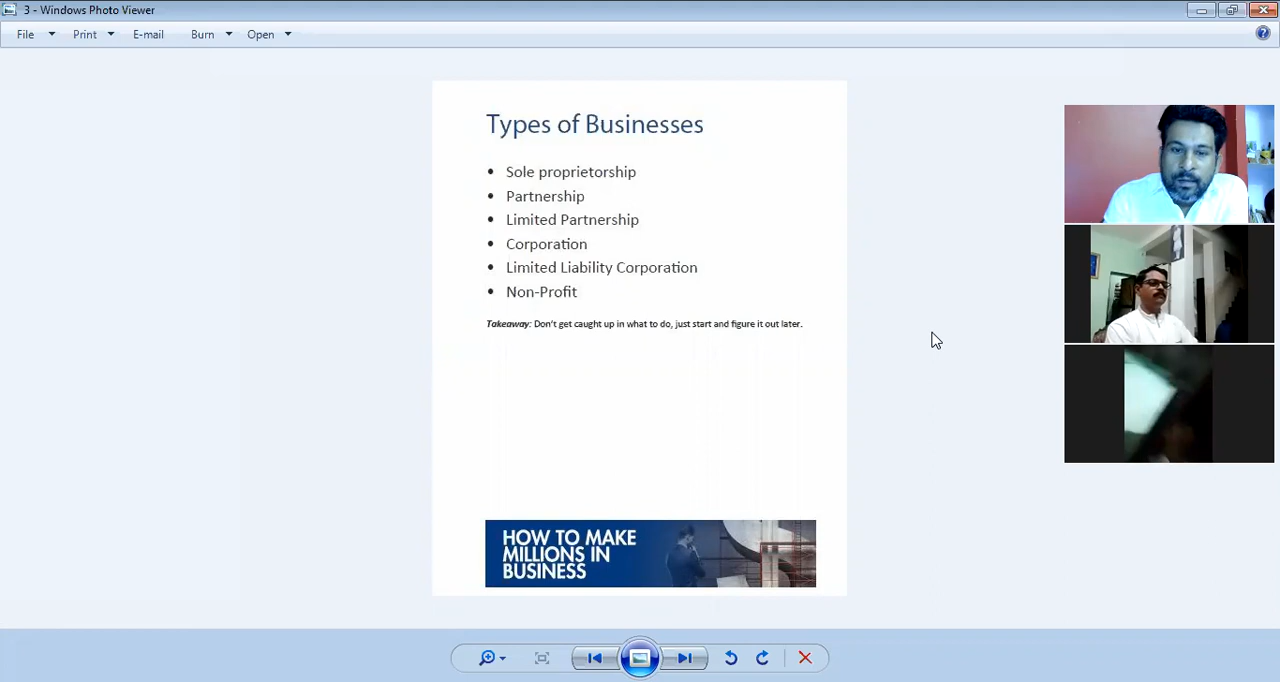 3 - Windows Photo Viewer
File Print E-mail Burn Open
Types of Businesses
• Sole proprietorship
• Partnership
• Limited Partnership
• Corporation
• Limited Liability Corporation
• Non-Profit
Takeaway: Don't get caught up in what to do, just start and figure it out later.
HOW TO MAKE
MILLIONS IN
BUSINESS